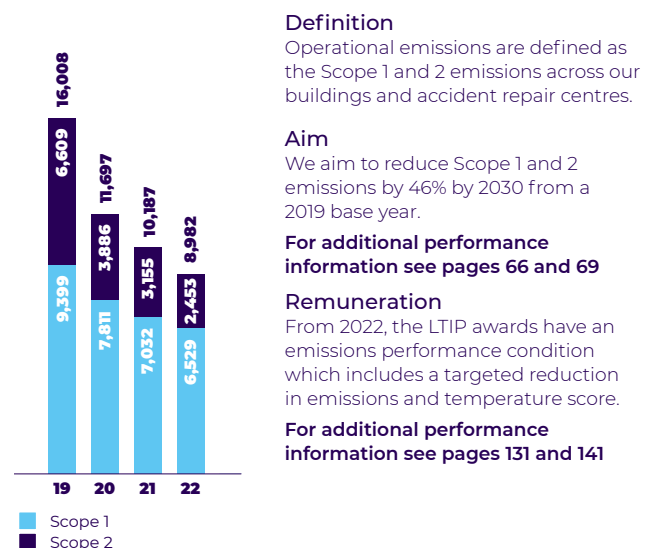 16,008
6,609
9,399
11,697
3,886
7,811
10,187
3,155
7,032
8,982
2,453
6,529
19 20 21 22
Scope 1
Scope 2
Definition
Operational emissions are defined as
the Scope 1 and 2 emissions across our
buildings and accident repair centres.
Aim
We aim to reduce Scope 1 and 2
emissions by 46% by 2030 from a
2019 base year.
For additional performance
information see pages 66 and 69
Remuneration
From 2022, the LTIP awards have an
emissions performance condition
which includes a targeted reduction
in emissions and temperature score.
For additional performance
information see pages 131 and 141